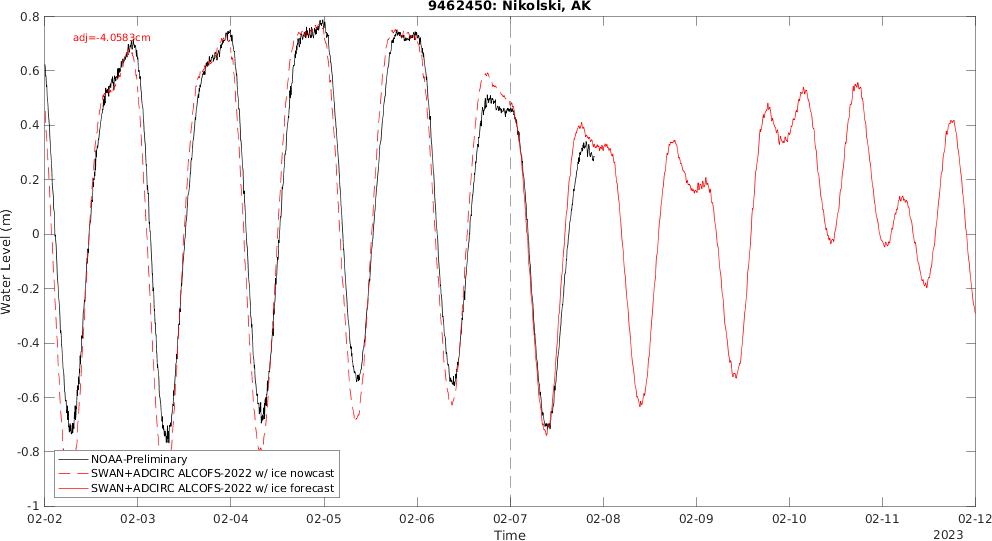 9462450: Nikolski, AK
adj=-4.0583cm
Water Level (m)
0.8
0.6
0.4
0.2
0
-0.2
-0.4
-0.6
-0.8
-1
NOAA-Preliminary
SWAN+ADCIRC ALCOFS-2022 w/ ice nowcast
SWAN+ADCIRC ALCOFS-2022 w/ ice forecast
02-02 02-03 02-04 02-05 02-06 02-07 02-08 02-09 02-10 02-11 02-12
Time
2023